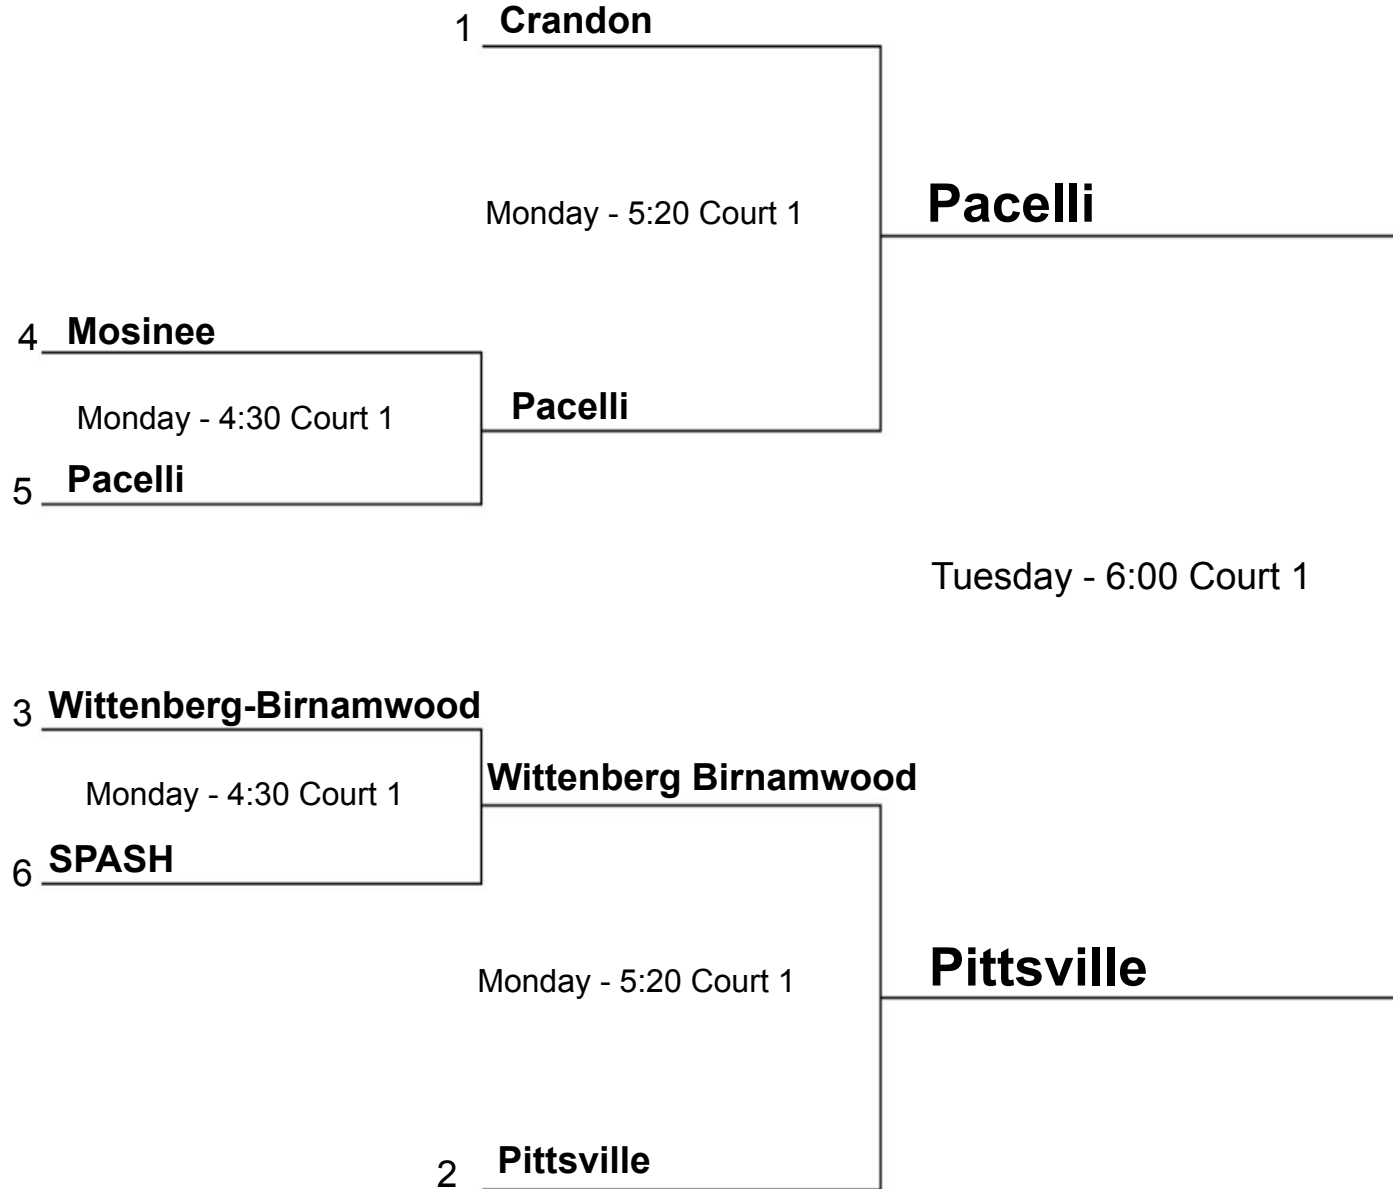 1 Crandon
Monday - 5:20 Court 1
Pacelli
4 Mosinee
Monday - 4:30 Court 1
Pacelli
5 Pacelli
Tuesday - 6:00 Court 1
3 Wittenberg-Birnamwood
Monday - 4:30 Court 1
Wittenberg Birnamwood
6 SPASH
Monday - 5:20 Court 1
Pittsville
2 Pittsville